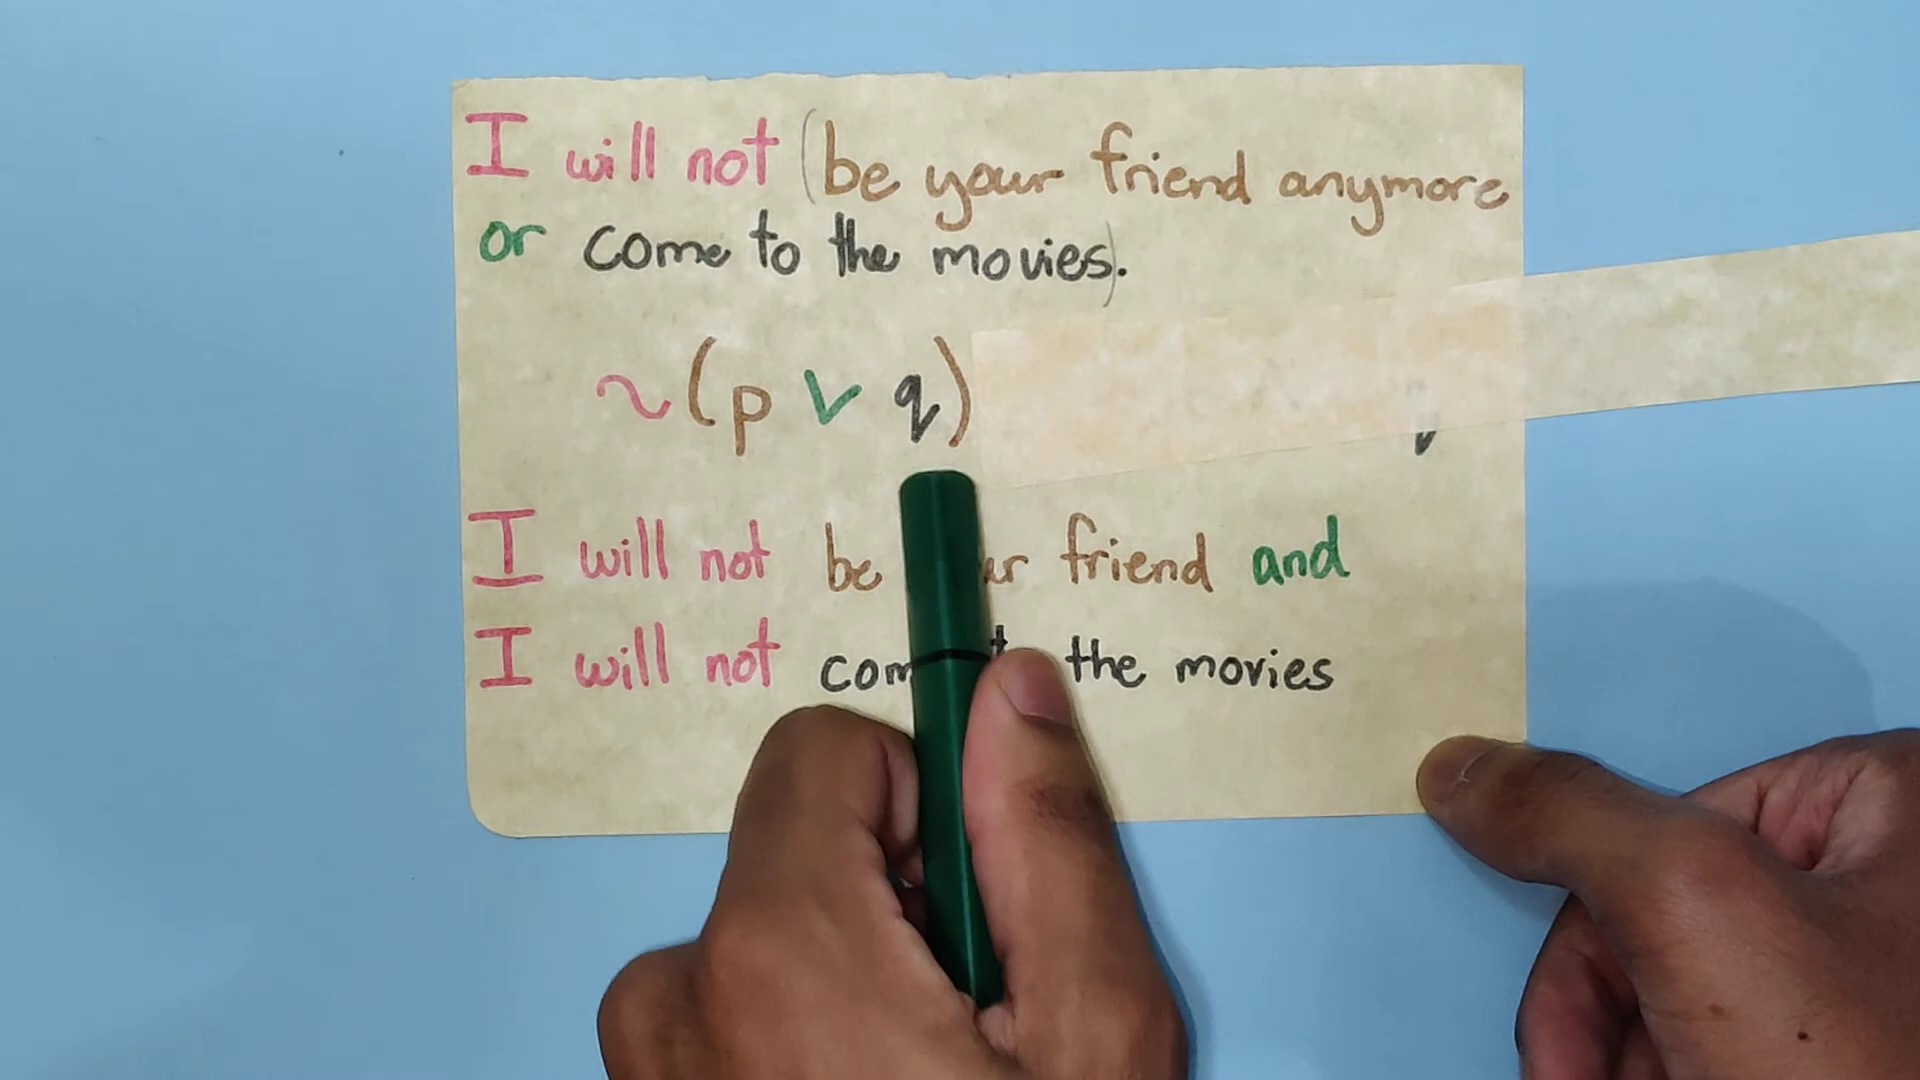 I will not (be your friend anymore
or come to the movies).
~(p ∨ q)
I will not be friend and
I will not the movies